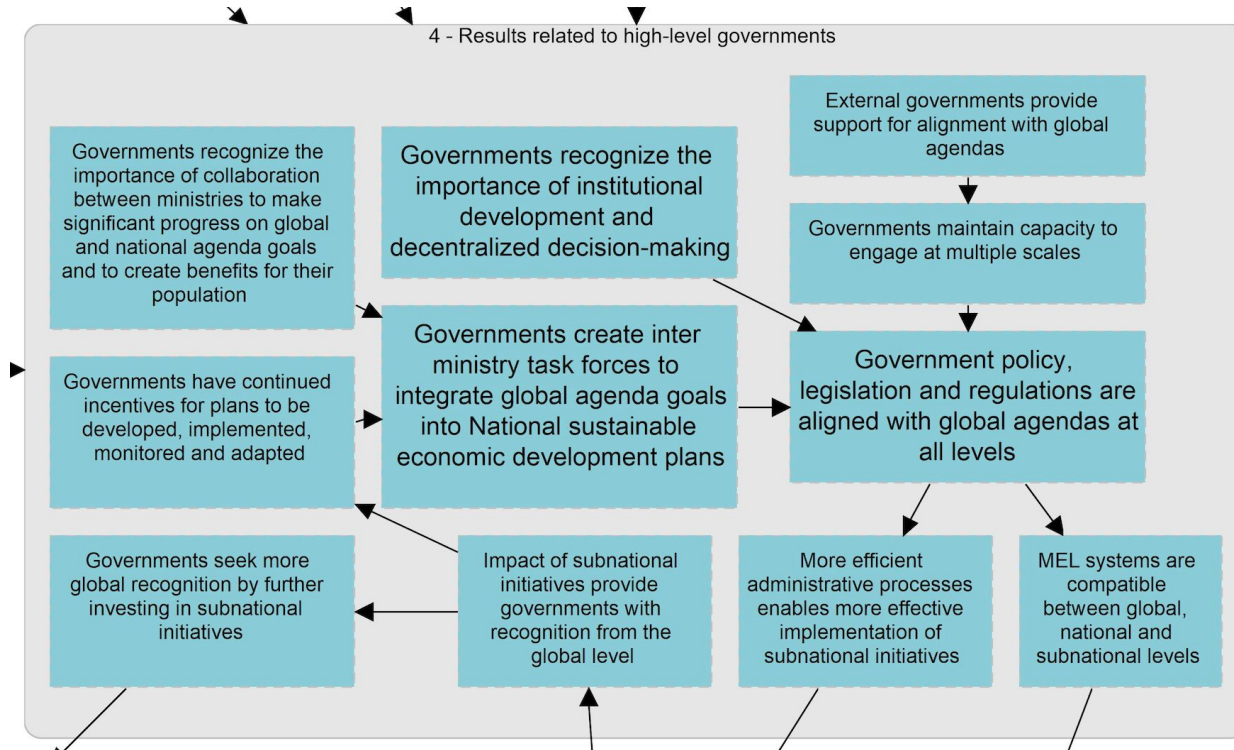 4 - Results related to high-level governments
External governments provide
support for alignment with global
agendas
Governments recognize the
importance of collaboration
between ministries to make
significant progress on global
and national agenda goals
and to create benefits for their
population
Governments recognize the
importance of institutional
development and
decentralized decision-making
Governments maintain capacity to
engage at multiple scales
Governments create inter
ministry task forces to
integrate global agenda goals
into National sustainable
economic development plans
Government policy,
legislation and regulations are
aligned with global agendas at
all levels
Governments have continued
incentives for plans to be
developed, implemented,
monitored and adapted
Governments seek more
global recognition by further
investing in subnational
initiatives
Impact of subnational
initiatives provide
governments with
recognition from the
global level
More efficient
administrative processes
enables more effective
implementation of
subnational initiatives
MEL systems are
compatible
between global,
national and
subnational levels